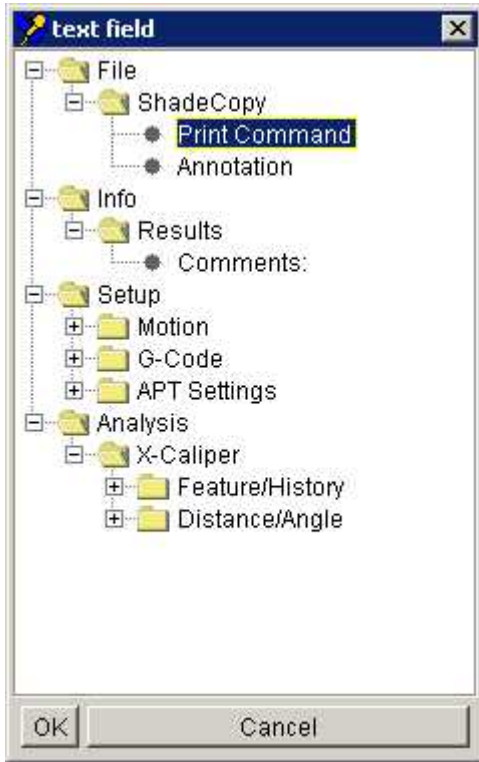 text field
File
ShadeCopy
Print Command
Annotation
Info
Results
Comments:
Setup
Motion
G-Code
APT Settings
Analysis
X-Caliper
Feature/History
Distance/Angle
OK Cancel